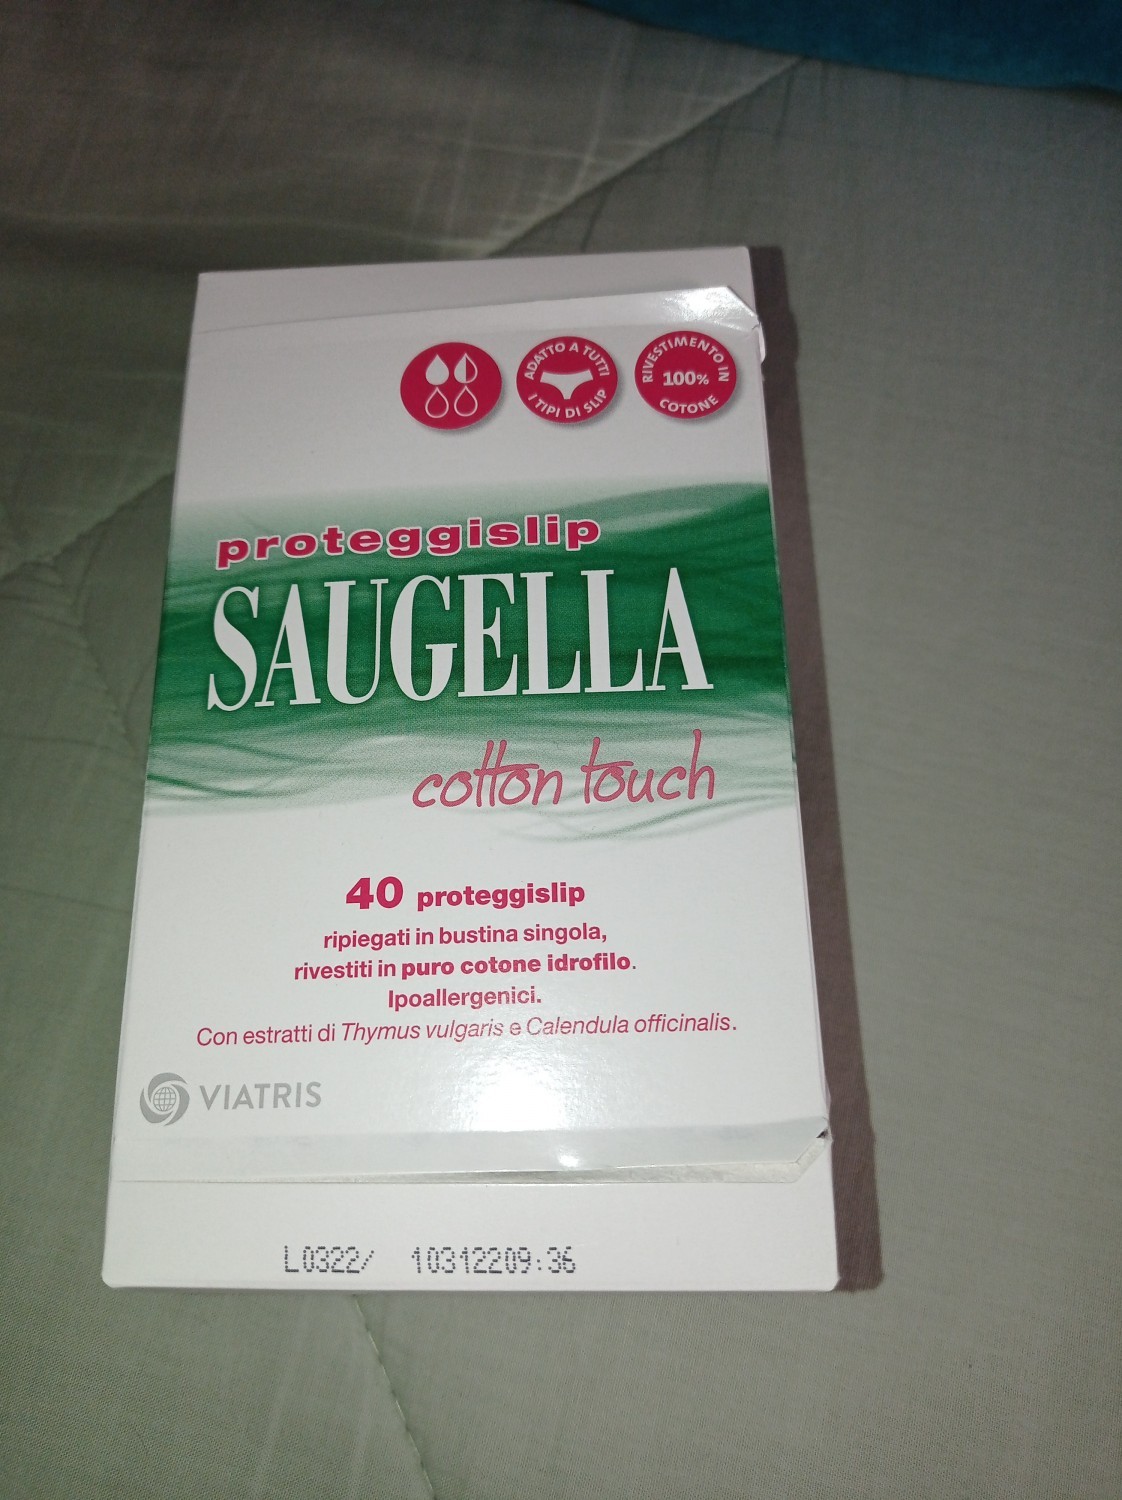 ADATTO A TUTTI
I TIPI DI SLIP
RIVESTIMENTO IN
100%
COTONE
proteggislip
SAUGELLA
cotton touch
40 proteggislip
ripiegati in bustina singola,
rivestiti in puro cotone idrofilo.
Ipoallergenici.
Con estratti di Thymus vulgaris e Calendula officinalis.
VIATRIS
L0322/ 10312209:36